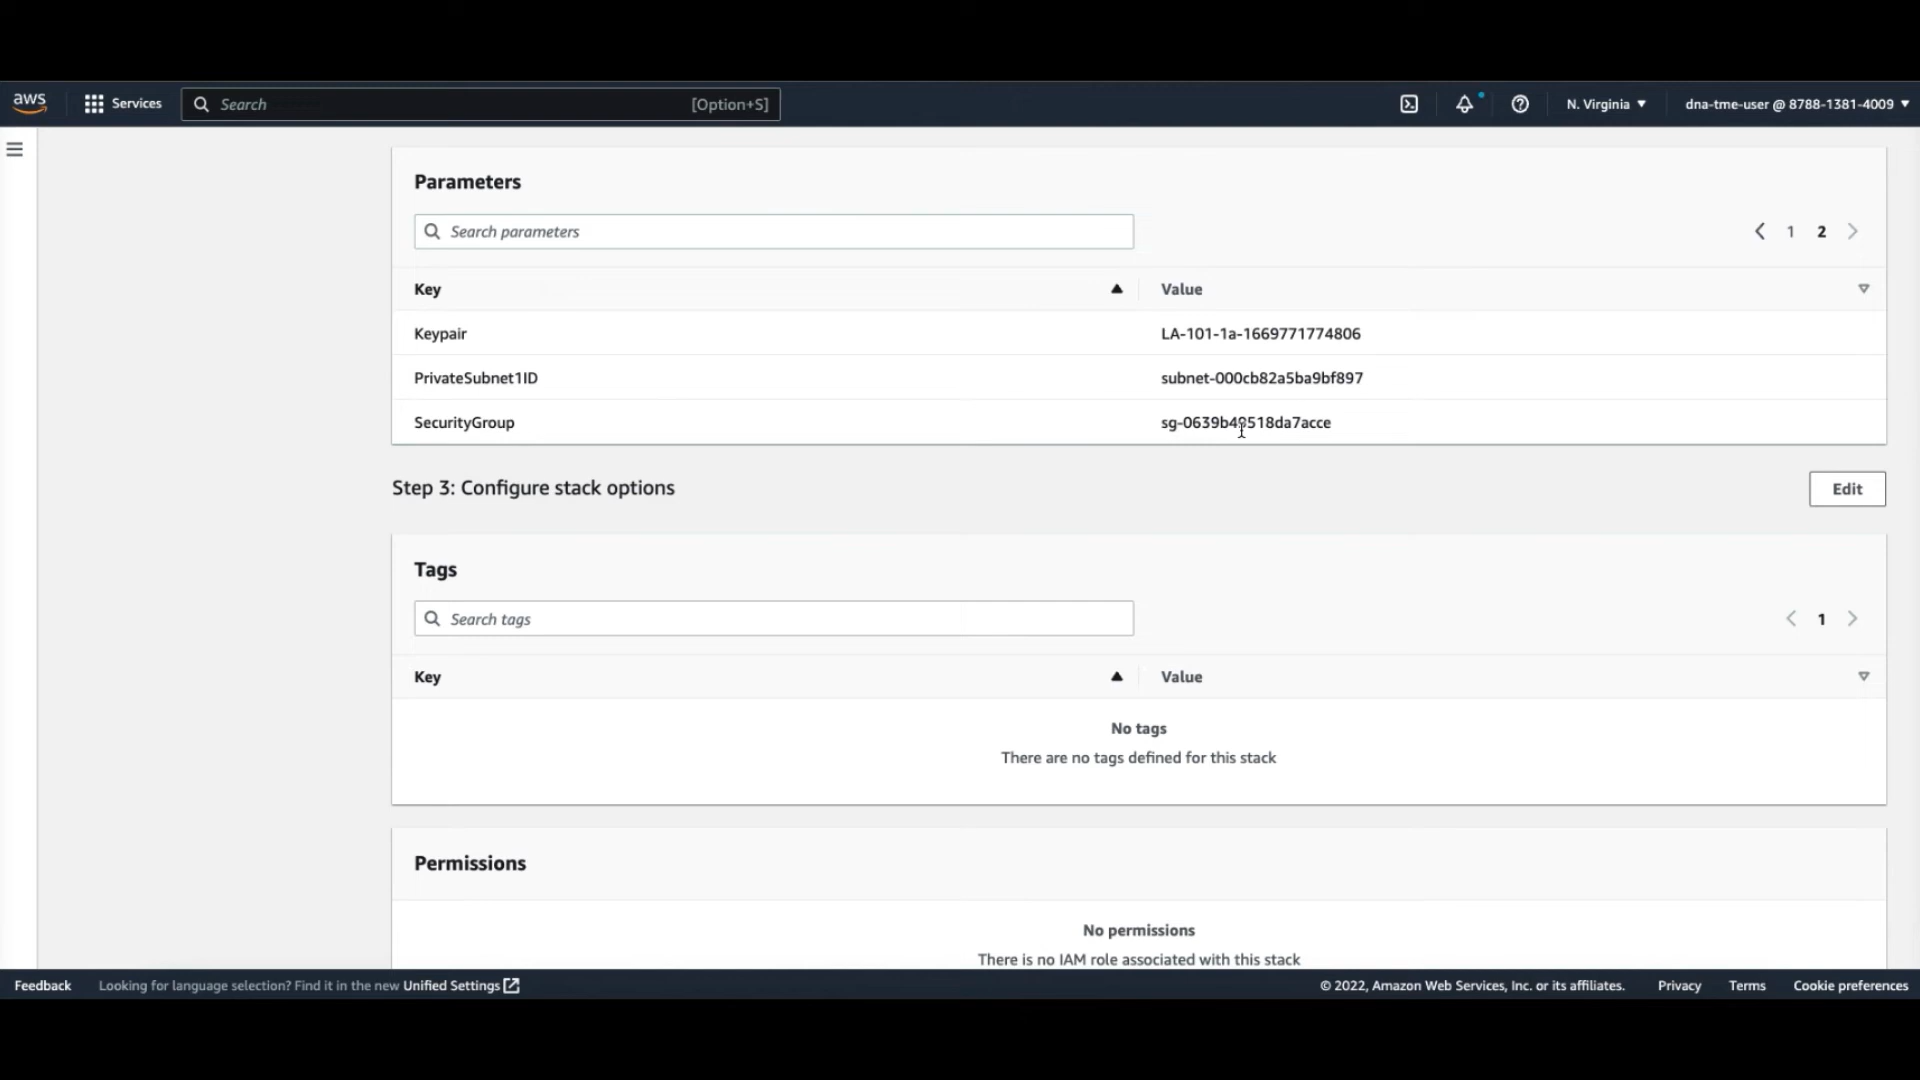 aws
Services
Search [Option+S]
N. Virginia
dna-tme-user @ 8788-1381-4009
Parameters
Search parameters
1 2
Key Value
Keypair LA-101-1a-1669771774806
PrivateSubnet1ID subnet-000cb82a5ba9bf897
SecurityGroup sg-0639b49518da7acce
Step 3: Configure stack options
Edit
Tags
Search tags
1
Key Value
No tags
There are no tags defined for this stack
Permissions
No permissions
There is no IAM role associated with this stack
Feedback Looking for language selection? Find it in the new Unified Settings © 2022, Amazon Web Services, Inc. or its affiliates. Privacy Terms Cookie preferences